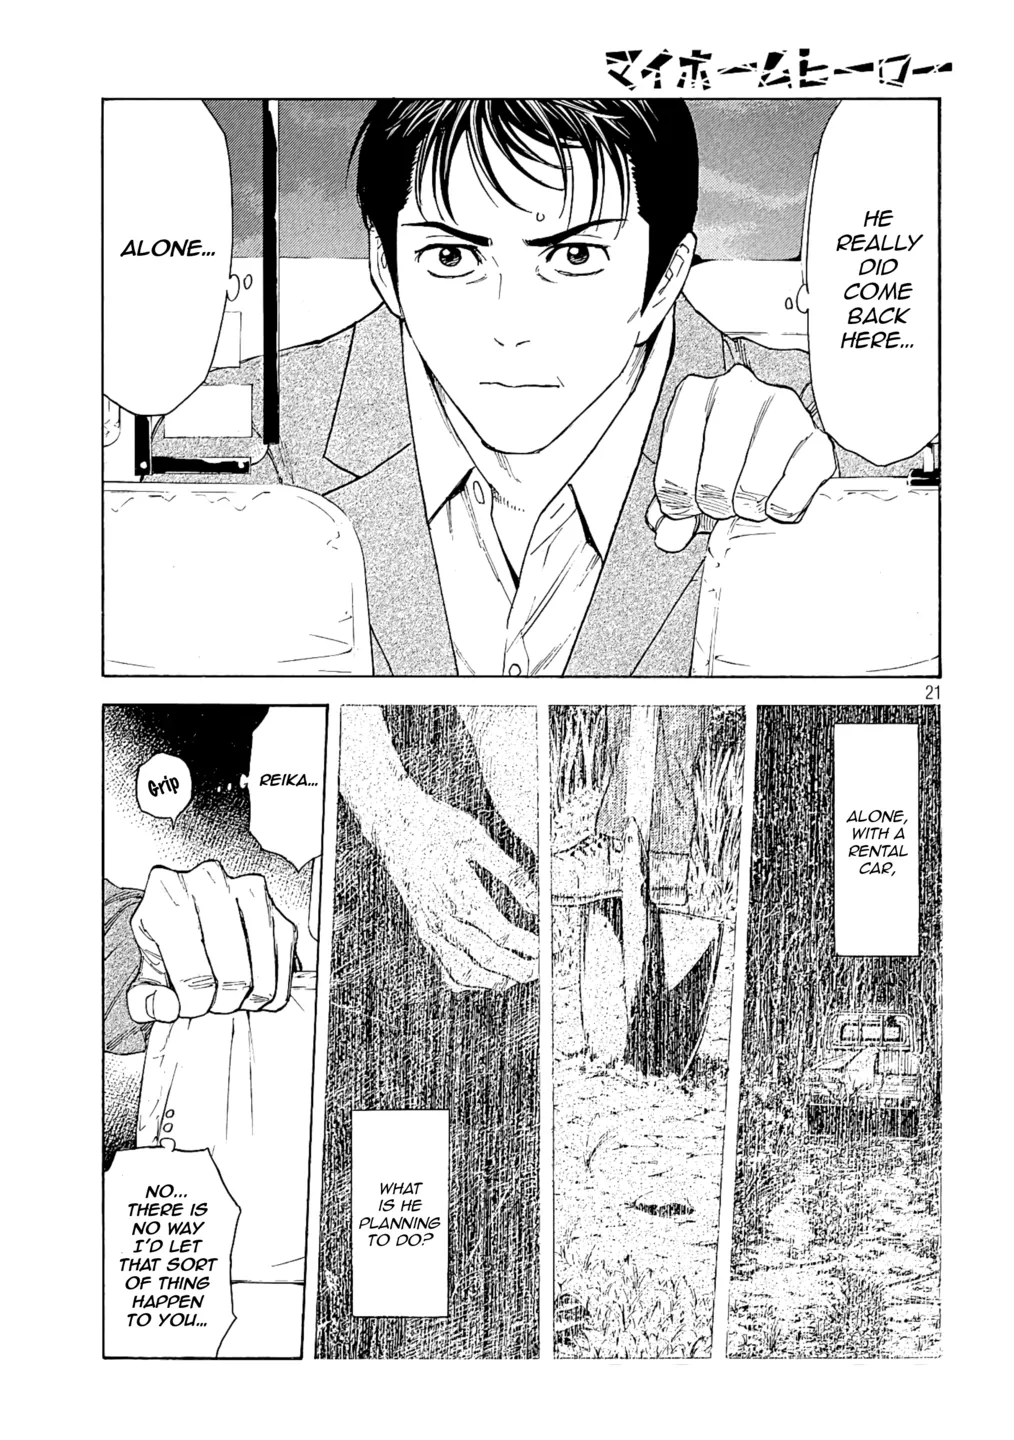 マイホームヒーロー
HE
REALLY
DID
COME
BACK
HERE...
ALONE...
21
ALONE,
WITH A
RENTAL
CAR,
WHAT
IS HE
PLANNING
TO DO?
REIKA...
Grip
NO...
THERE IS
NO WAY
I'D LET
THAT SORT
OF THING
HAPPEN
TO YOU...